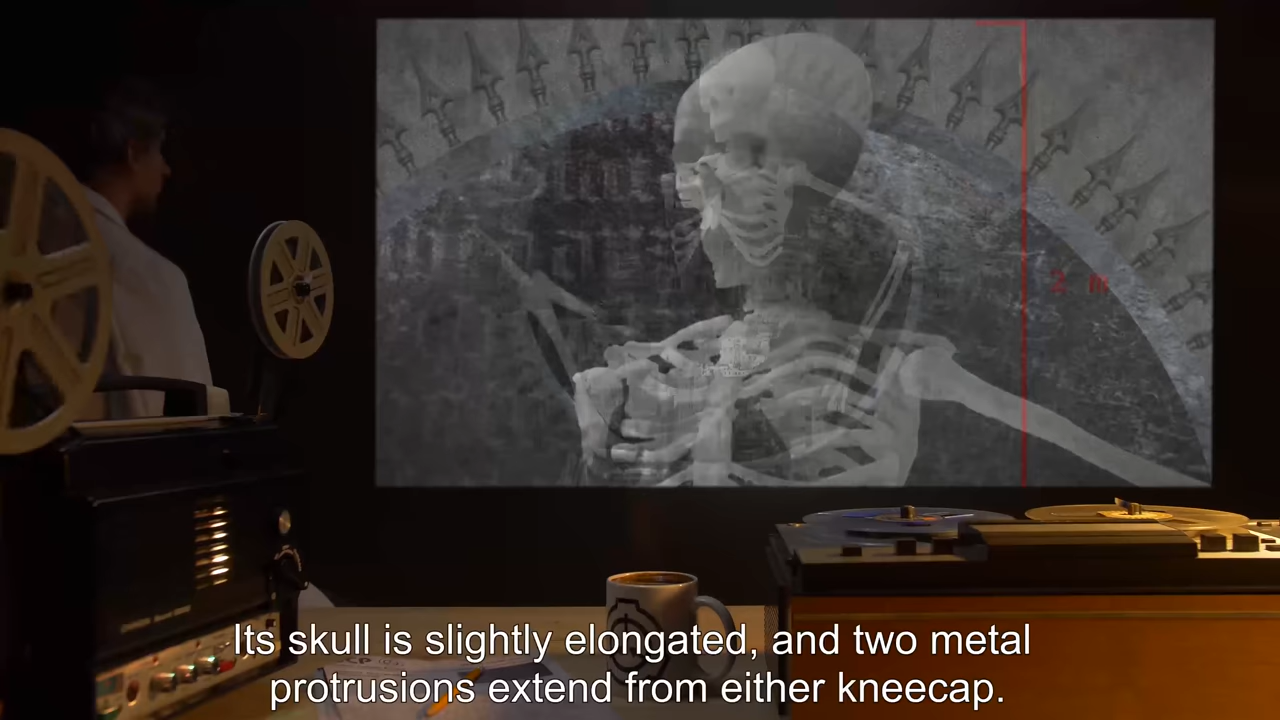 2 m
Its skull is slightly elongated, and two metal
protrusions extend from either kneecap.